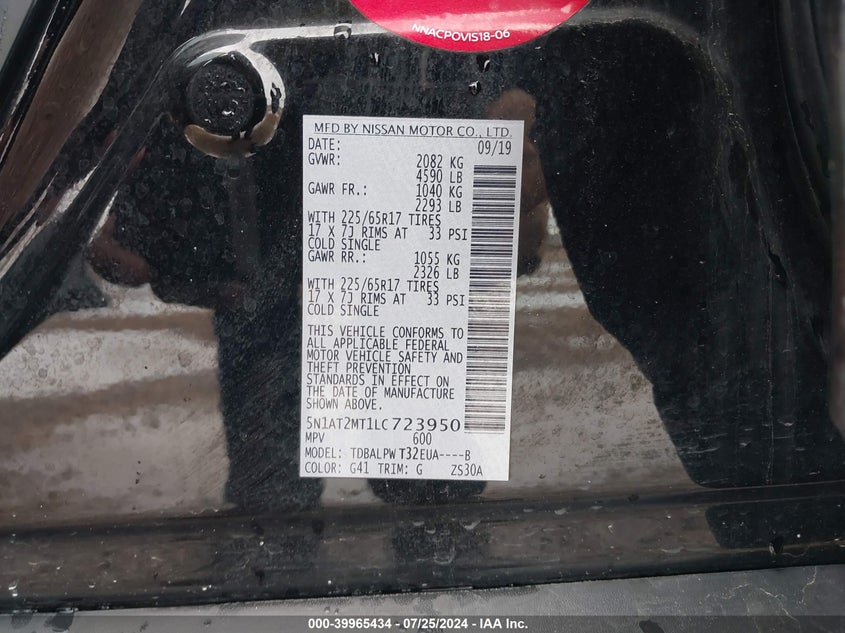 NNACPOVIS18-06
MFD BY NISSAN MOTOR CO., LTD.
DATE: 09/19
GVWR: 2082 KG
4590 LB
GAWR FR.: 1040 KG
2293 LB
WITH 225/65R17 TIRES
17 X 7J RIMS AT 33 PSI
COLD SINGLE
GAWR RR.: 1055 KG
2326 LB
WITH 225/65R17 TIRES
17 X 7J RIMS AT 33 PSI
COLD SINGLE
THIS VEHICLE CONFORMS TO
ALL APPLICABLE FEDERAL
MOTOR VEHICLE SAFETY AND
THEFT PREVENTION
STANDARDS IN EFFECT ON
THE DATE OF MANUFACTURE
SHOWN ABOVE.
5N1AT2MT1LC723950
MPV 600
MODEL: TDBALPW T32EUA----B
COLOR: G41 TRIM: G ZS30A
000-39965434 - 07/25/2024 - IAA Inc.